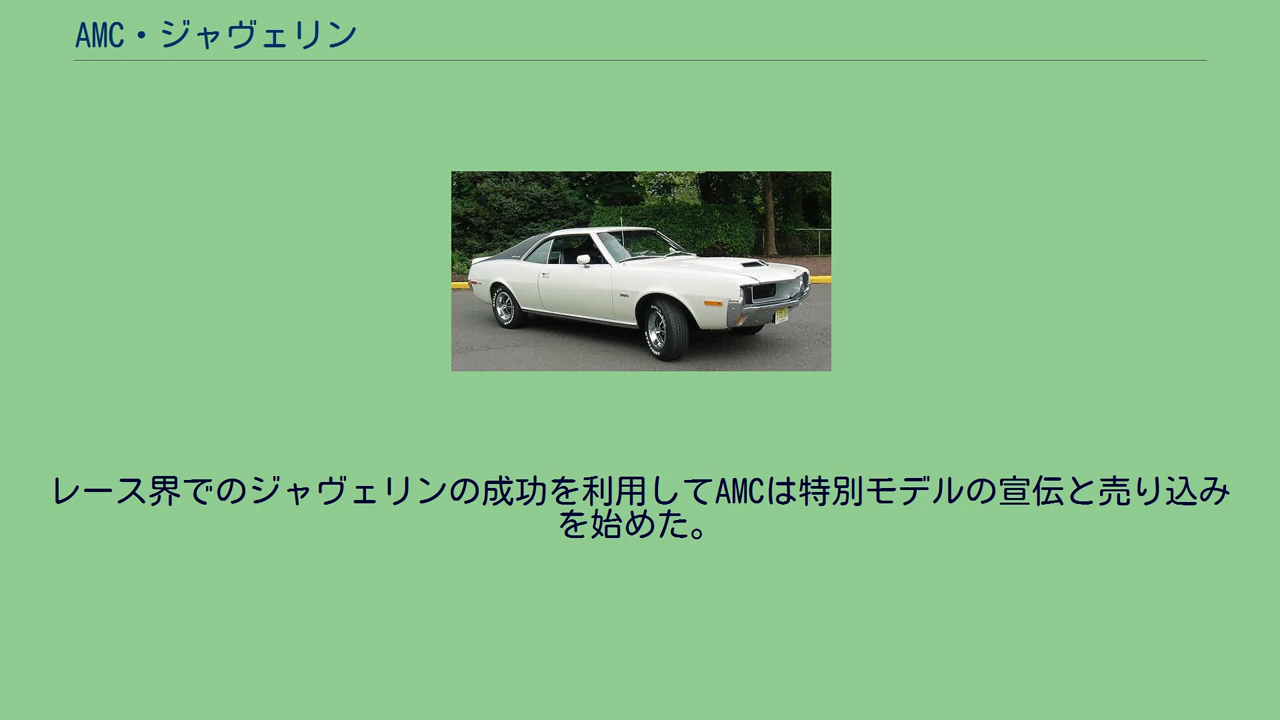 AMC・ジャヴェリン
レース界でのジャヴェリンの成功を利用してAMCは特別モデルの宣伝と売り込み
を始めた。